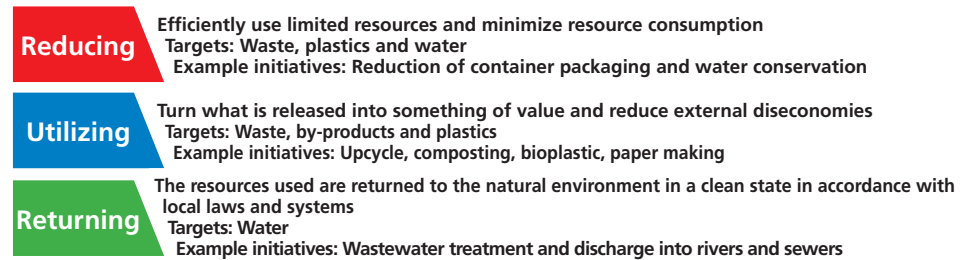 Reducing
Efficiently use limited resources and minimize resource consumption
Targets: Waste, plastics and water
Example initiatives: Reduction of container packaging and water conservation
Utilizing
Turn what is released into something of value and reduce external diseconomies
Targets: Waste, by-products and plastics
Example initiatives: Upcycle, composting, bioplastic, paper making
Returning
The resources used are returned to the natural environment in a clean state in accordance with
local laws and systems
Targets: Water
Example initiatives: Wastewater treatment and discharge into rivers and sewers